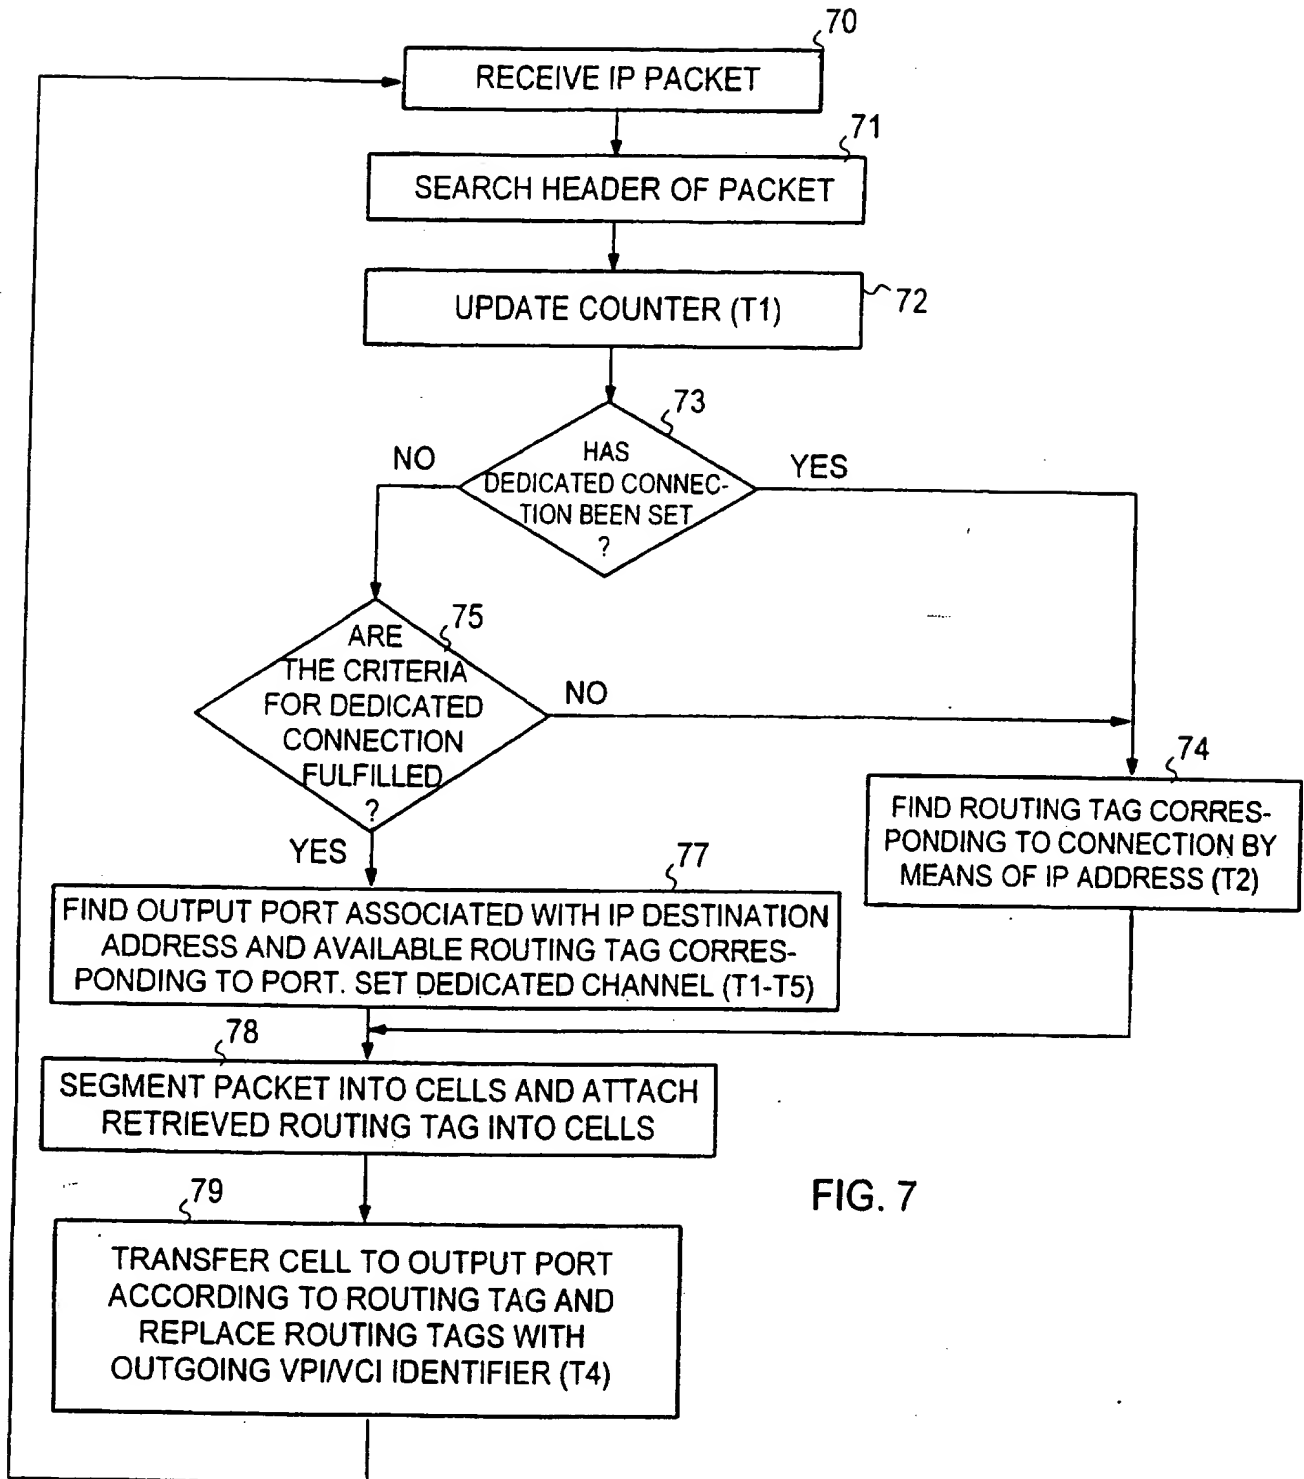 70
RECEIVE IP PACKET
71
SEARCH HEADER OF PACKET
UPDATE COUNTER (T1)
72
73
HAS
DEDICATED CONNEC-
TION BEEN SET
?
NO
YES
75
ARE
THE CRITERIA
FOR DEDICATED
CONNECTION
FULFILLED
?
NO
YES
74
FIND ROUTING TAG CORRES-
PONDING TO CONNECTION BY
MEANS OF IP ADDRESS (T2)
77
FIND OUTPUT PORT ASSOCIATED WITH IP DESTINATION
ADDRESS AND AVAILABLE ROUTING TAG CORRES-
PONDING TO PORT. SET DEDICATED CHANNEL (T1-T5)
78
SEGMENT PACKET INTO CELLS AND ATTACH
RETRIEVED ROUTING TAG INTO CELLS
79
TRANSFER CELL TO OUTPUT PORT
ACCORDING TO ROUTING TAG AND
REPLACE ROUTING TAGS WITH
OUTGOING VPI/VCI IDENTIFIER (T4)
FIG. 7